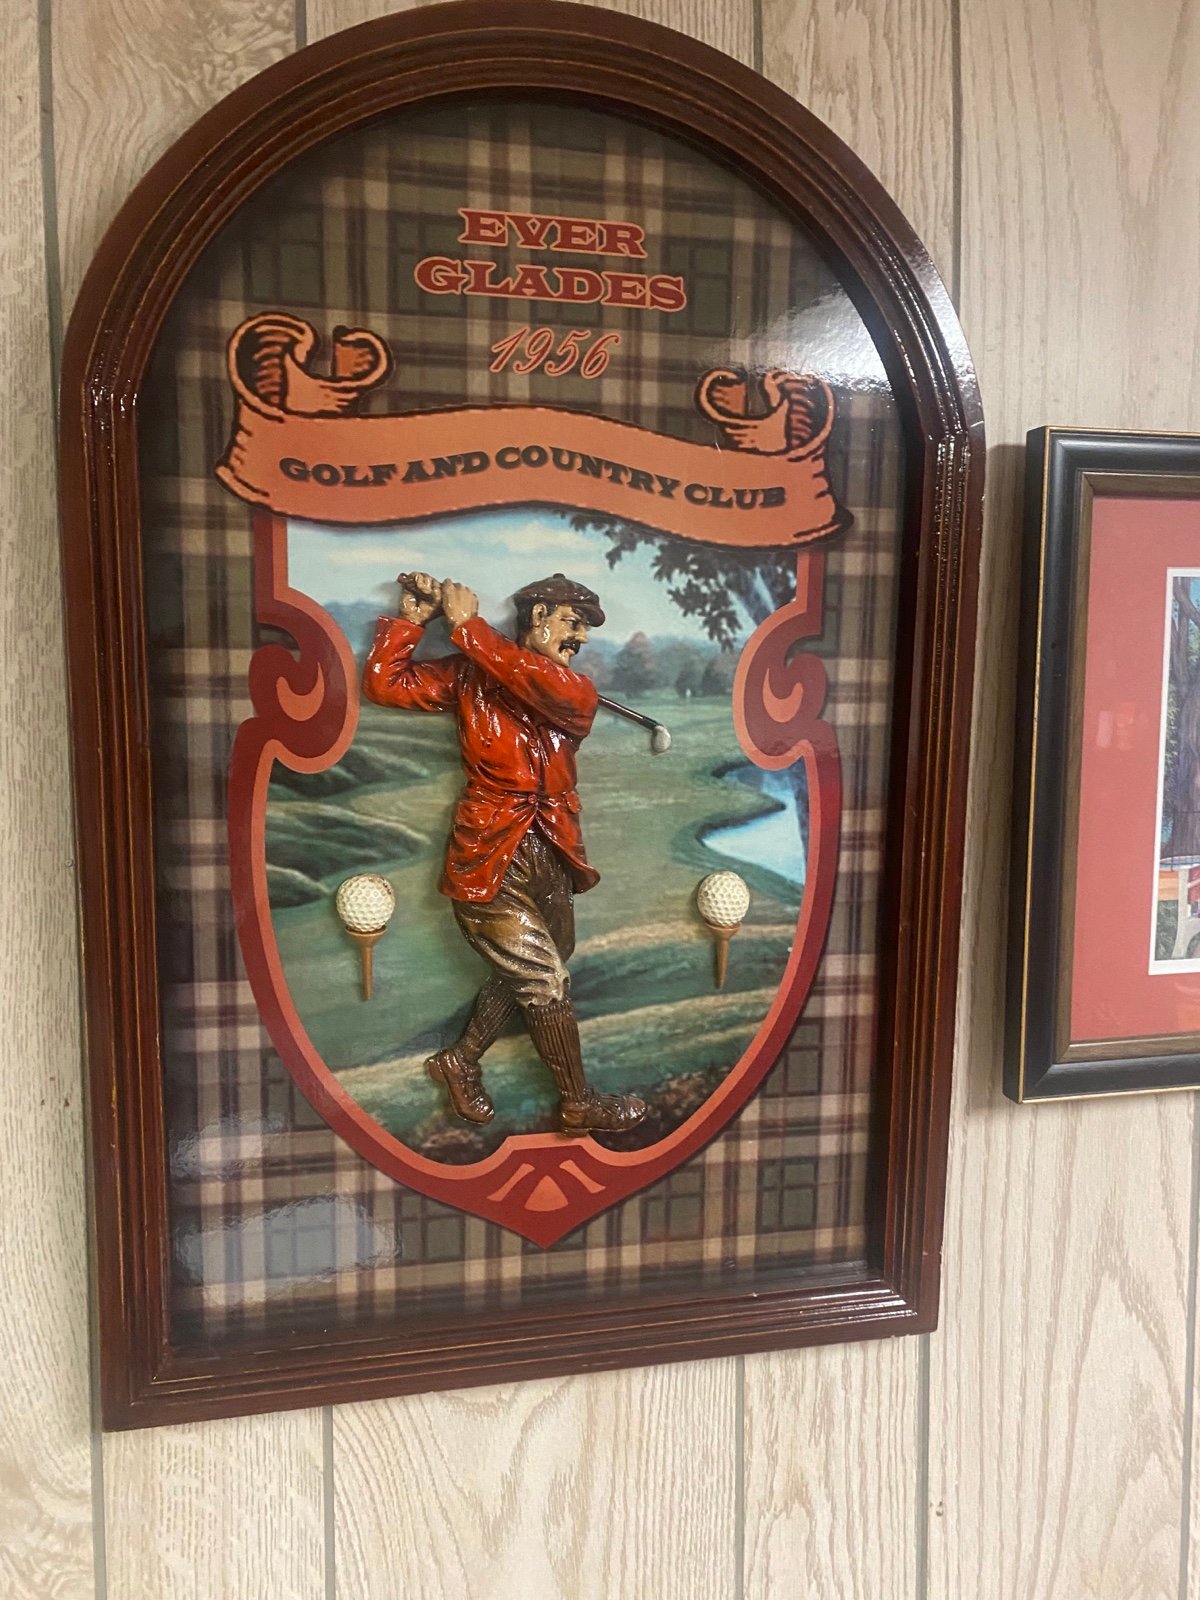 EVER
GLADES
1956
GOLF AND COUNTRY CLUB